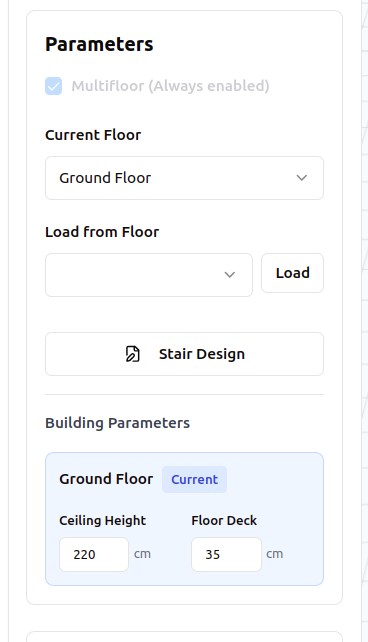 Parameters
Multifloor (Always enabled)
Current Floor
Ground Floor
Load from Floor
Load
Stair Design
Building Parameters
Ground Floor Current
Ceiling Height Floor Deck
220 cm 35 cm